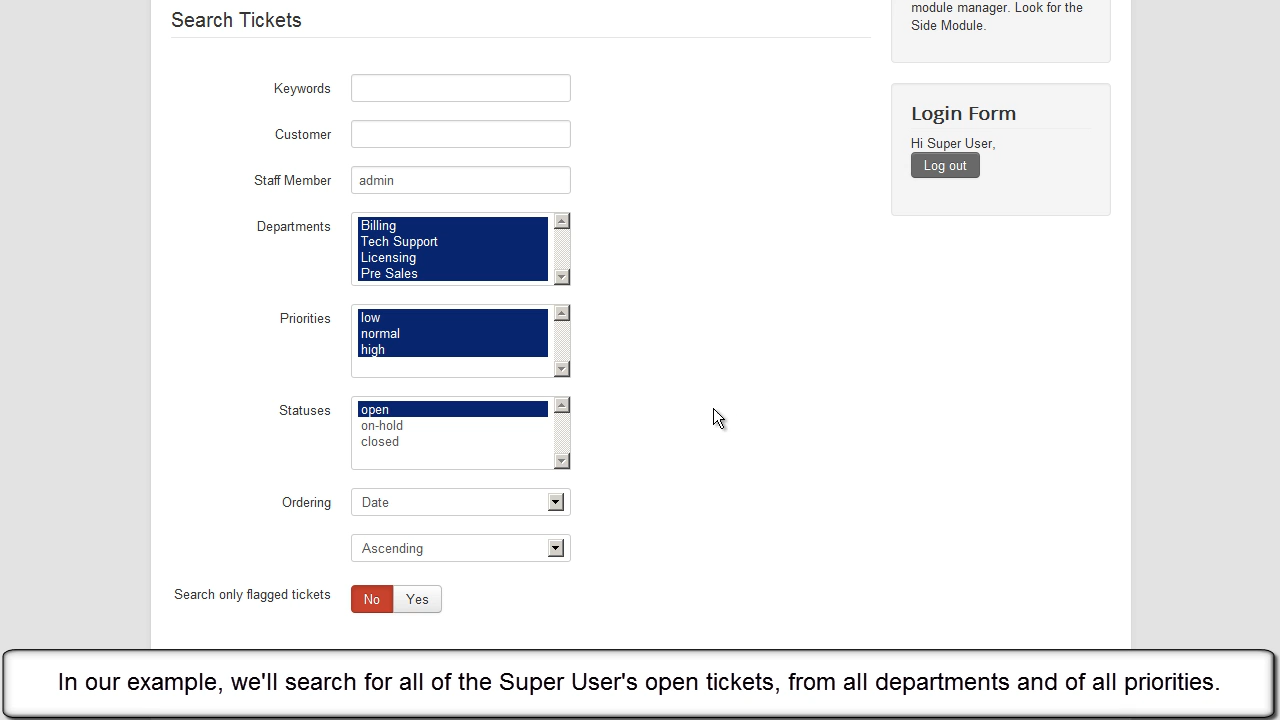 Search Tickets
module manager. Look for the
Side Module.
Keywords
Customer
Staff Member
admin
Departments
Billing
Tech Support
Licensing
Pre Sales
Priorities
low
normal
high
Statuses
open
on-hold
closed
Ordering
Date
Ascending
Search only flagged tickets
No
Yes
Login Form
Hi Super User,
Log out
In our example, we'll search for all of the Super User's open tickets, from all departments and of all priorities.